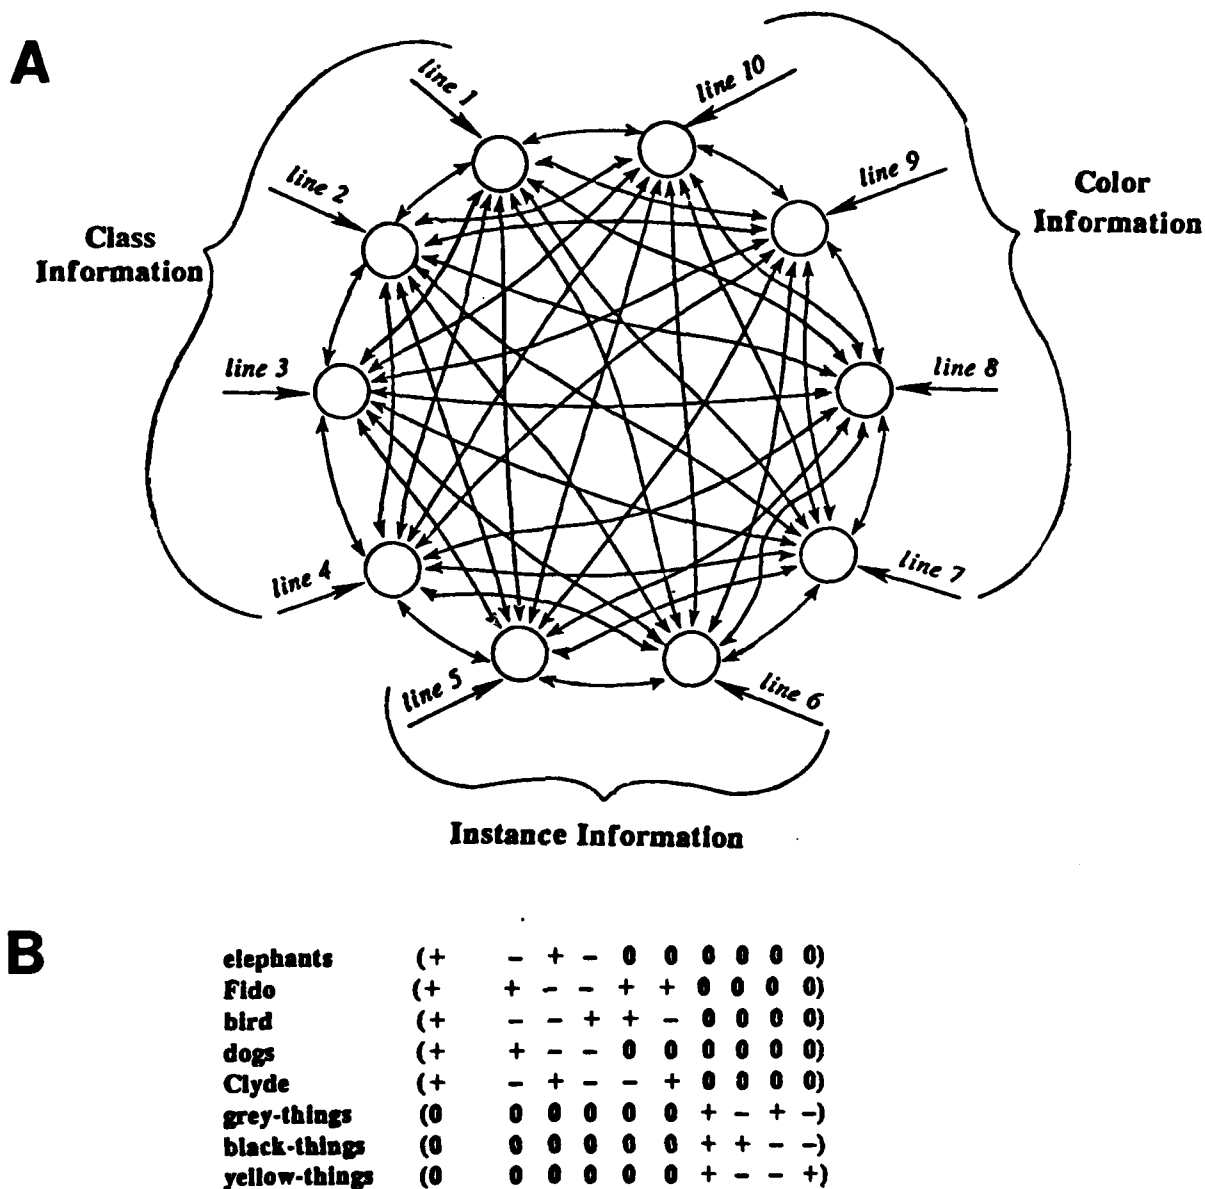 A
line 1
line 10
line 2
line 9
Class
Information
Color
Information
line 3
line 8
line 4
line 7
line 5
line 6
Instance Information
B
elephants (+ - + - 0 0 0 0 0 0)
Fido (+ + - - + + 0 0 0 0)
bird (+ - - + + - 0 0 0 0)
dogs (+ + - - 0 0 0 0 0 0)
Clyde (+ - + - - + 0 0 0 0)
grey-things (0 0 0 0 0 0 + - + -)
black-things (0 0 0 0 0 0 + + - -)
yellow-things (0 0 0 0 0 0 + - - +)